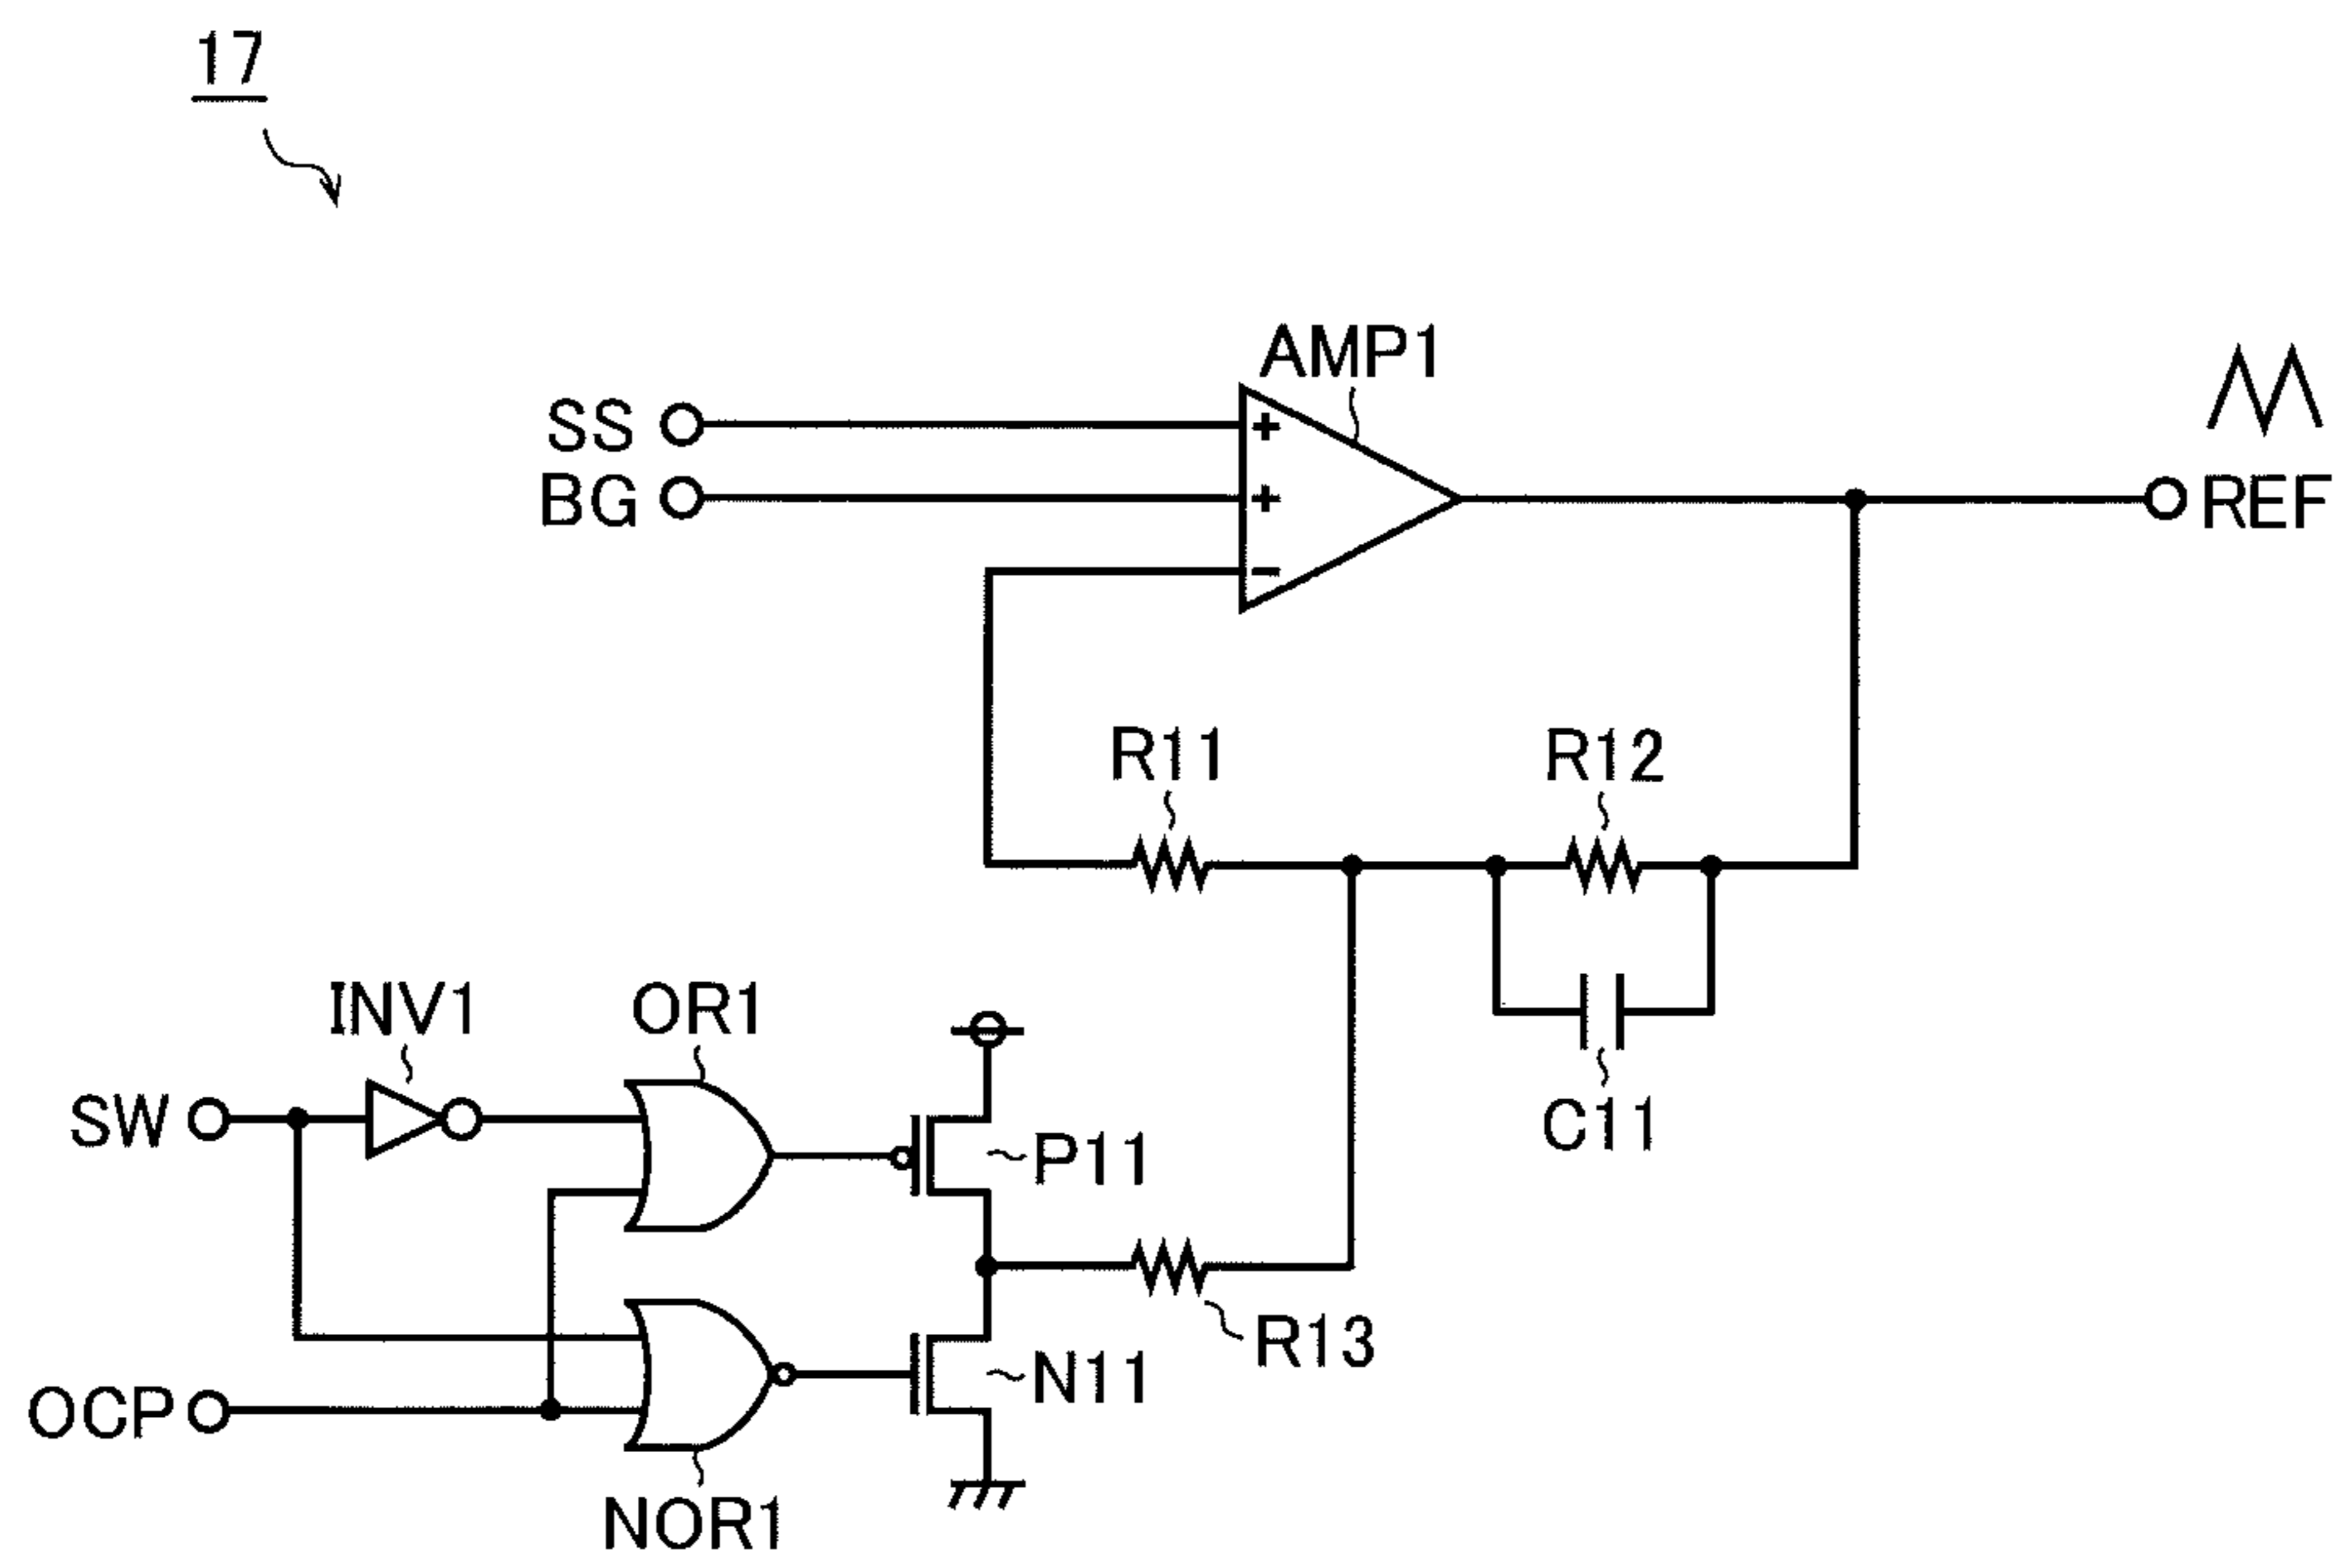 17
AMP1
SS
BG
REF
R11
R12
INV1
OR1
SW
P11
C11
R13
N11
OCP
NOR1